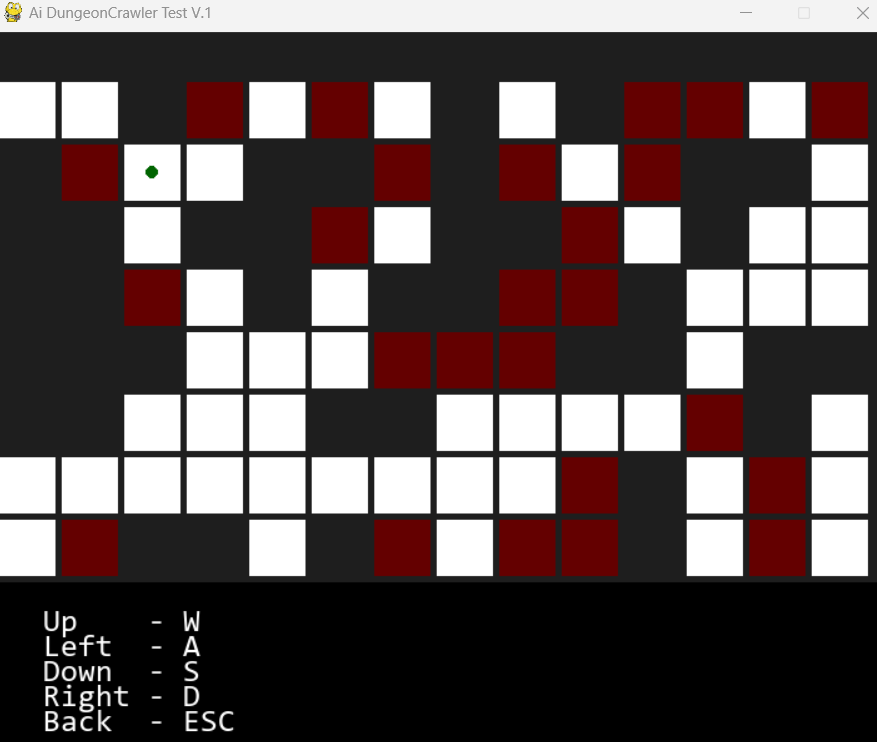 Ai DungeonCrawler Test V.1
Up - W
Left - A
Down - S
Right - D
Back - ESC